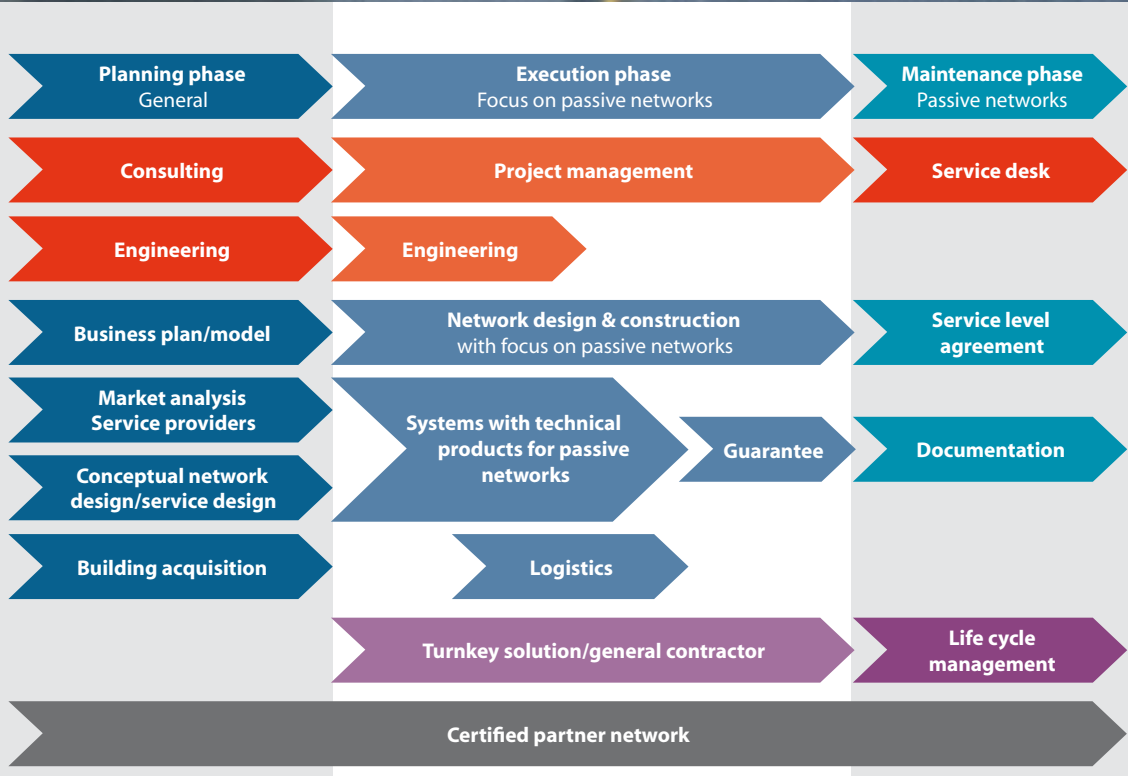 Planning phase
General
Execution phase
Focus on passive networks
Maintenance phase
Passive networks
Consulting
Project management
Service desk
Engineering
Engineering
Business plan/model
Network design & construction
with focus on passive networks
Service level
agreement
Market analysis
Service providers
Systems with technical
products for passive
networks
Guarantee
Documentation
Conceptual network
design/service design
Building acquisition
Logistics
Turnkey solution/general contractor
Life cycle
management
Certified partner network